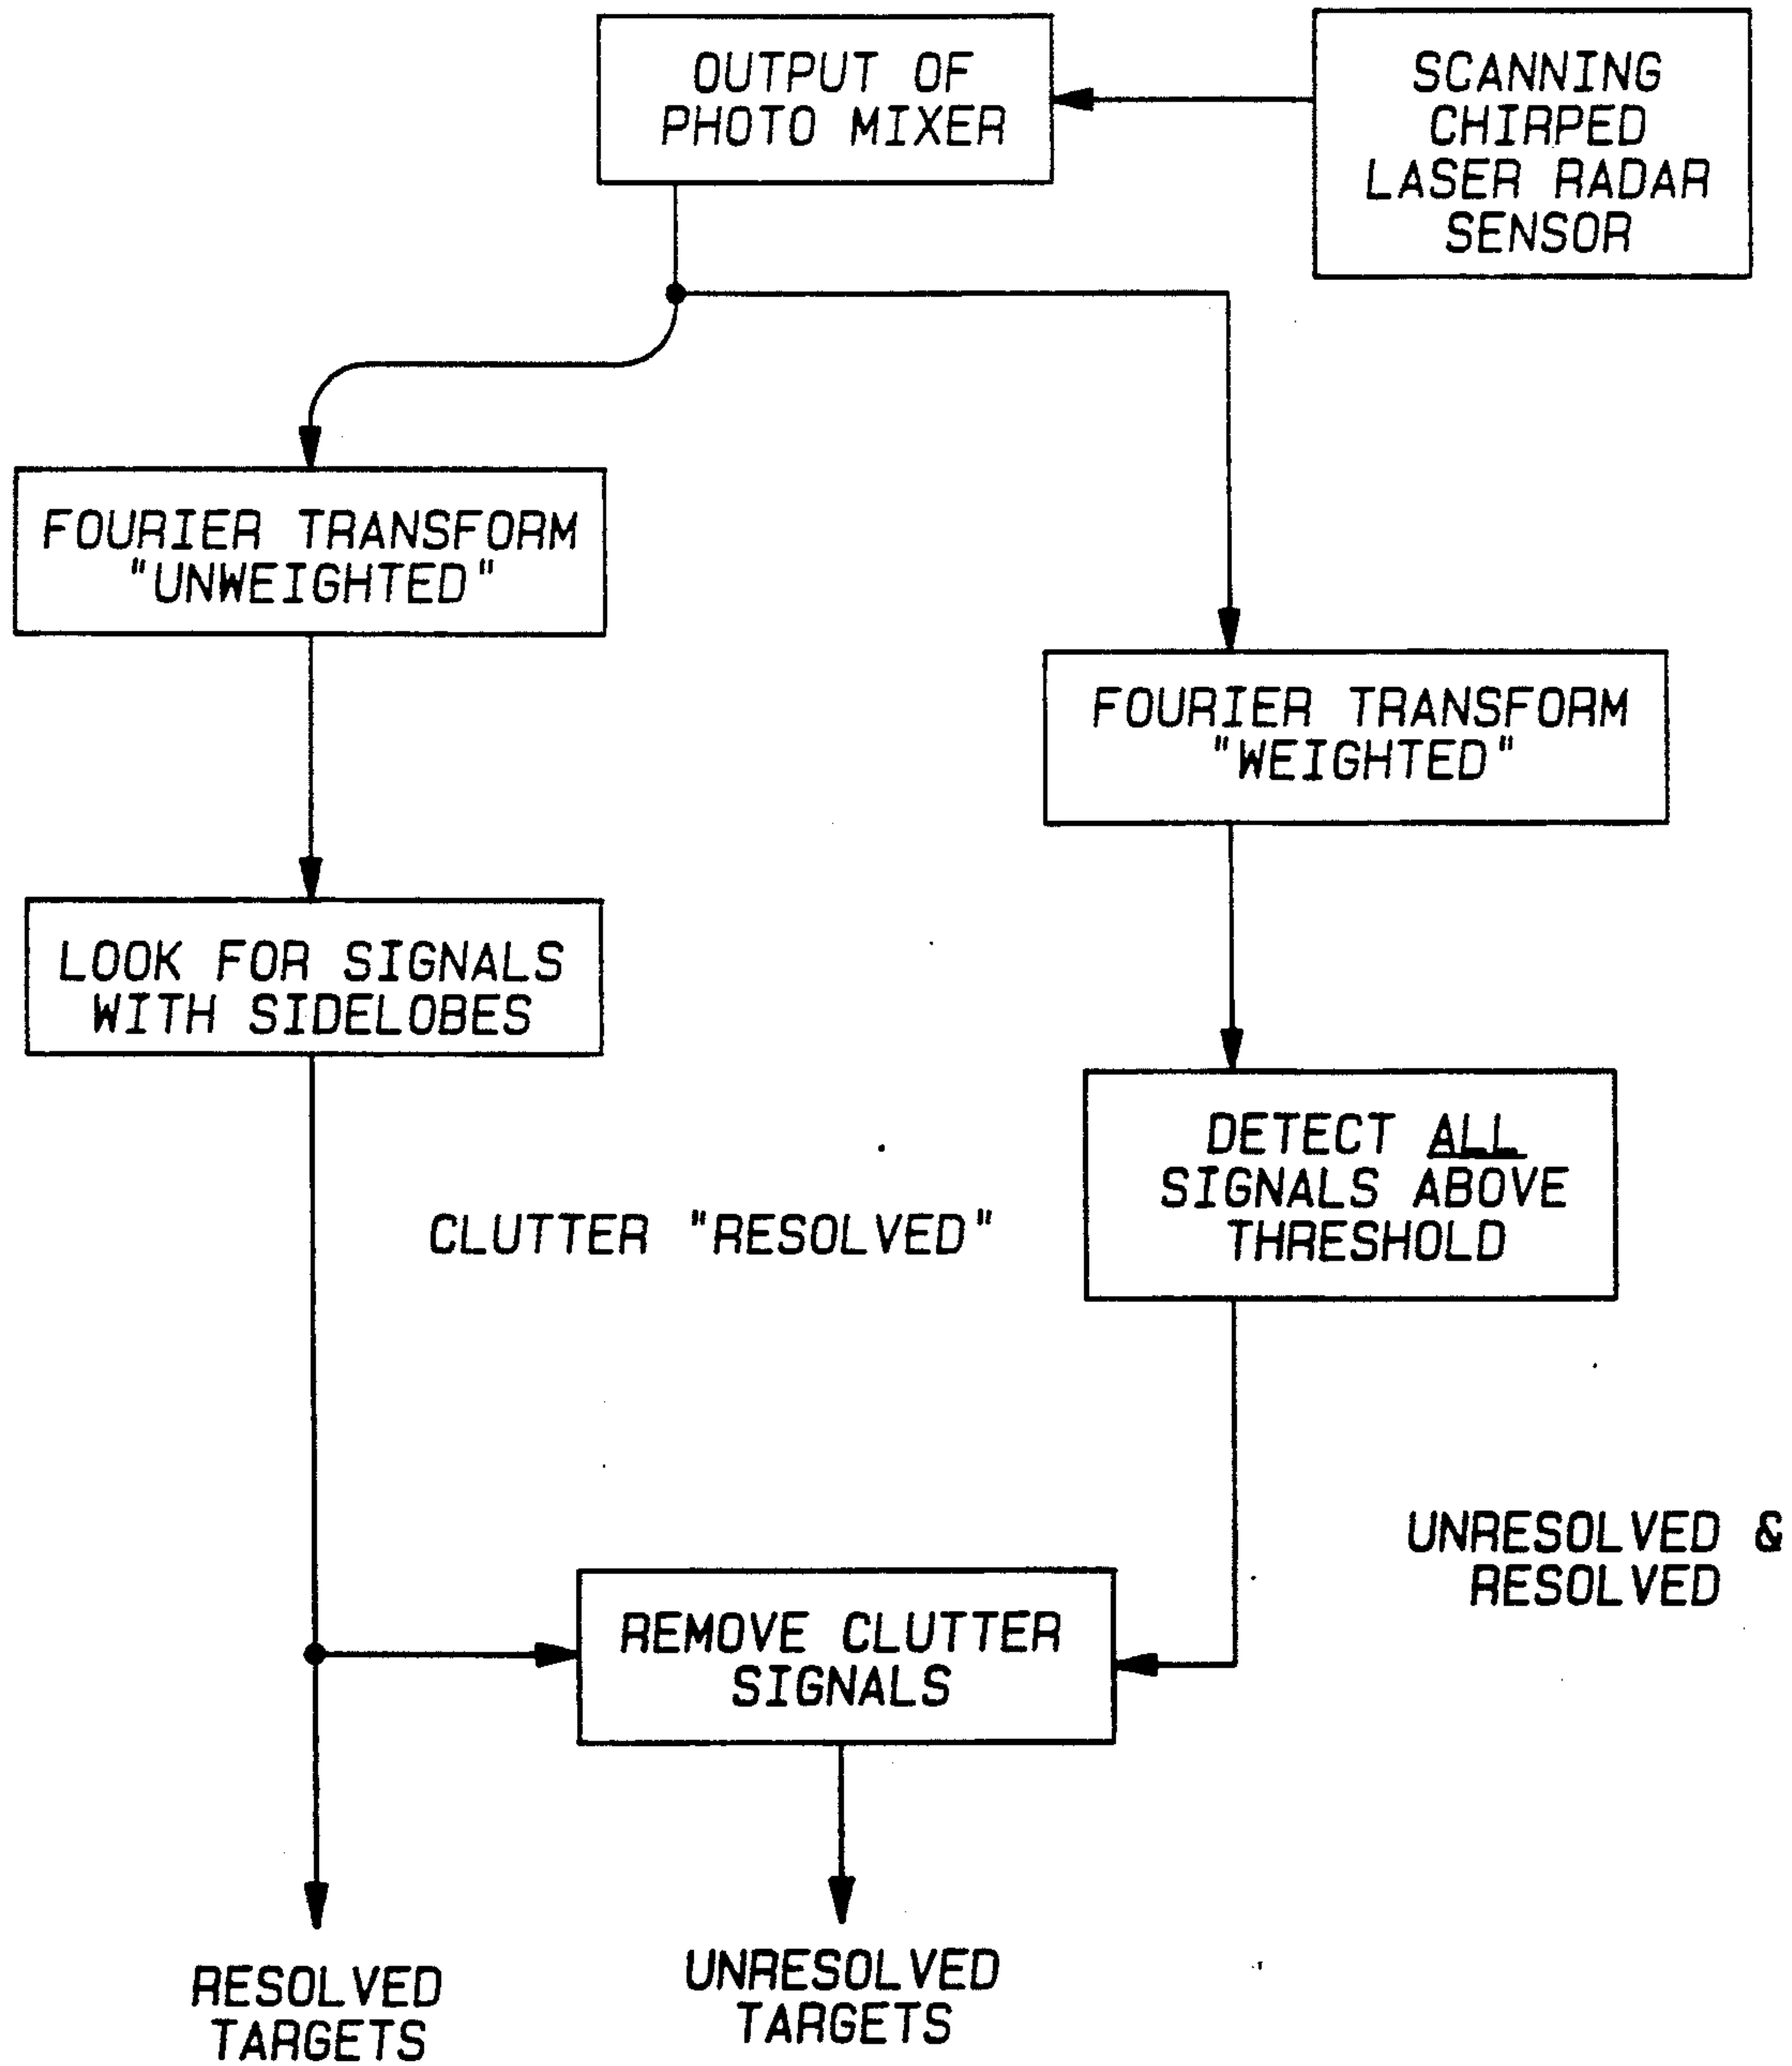 OUTPUT OF
PHOTO MIXER
SCANNING
CHIRPED
LASER RADAR
SENSOR
FOURIER TRANSFORM
"UNWEIGHTED"
FOURIER TRANSFORM
"WEIGHTED"
LOOK FOR SIGNALS
WITH SIDELOBES
DETECT ALL
SIGNALS ABOVE
THRESHOLD
CLUTTER "RESOLVED"
UNRESOLVED &
RESOLVED
REMOVE CLUTTER
SIGNALS
RESOLVED
TARGETS
UNRESOLVED
TARGETS